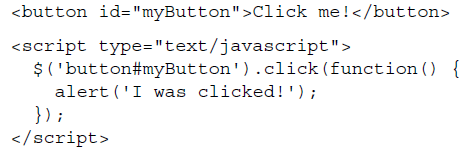 <button id="myButton">Click me!</button>
<script type="text/javascript">
  $('button#myButton').click(function() {
    alert('I was clicked!');
  });
</script>